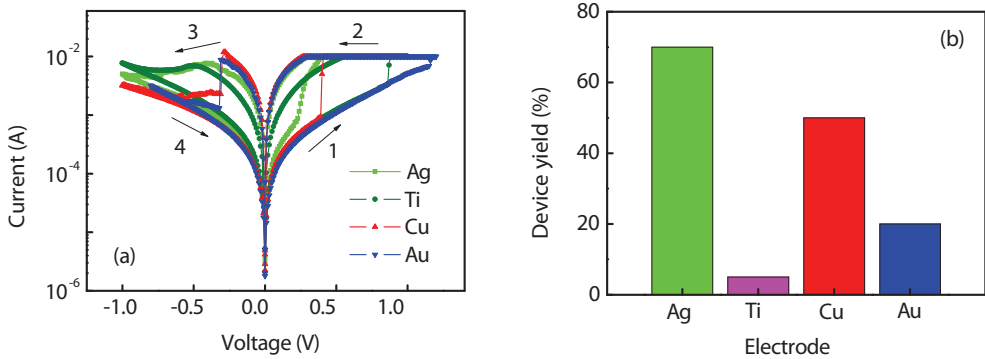 3
2
4
1
Ag
Ti
Cu
Au
(a)
10⁻²
10⁻⁴
10⁻⁶
Current (A)
-1.0
-0.5
0.0
0.5
1.0
Voltage (V)
(b)
80
60
40
20
0
Device yield (%)
Ag
Ti
Cu
Au
Electrode